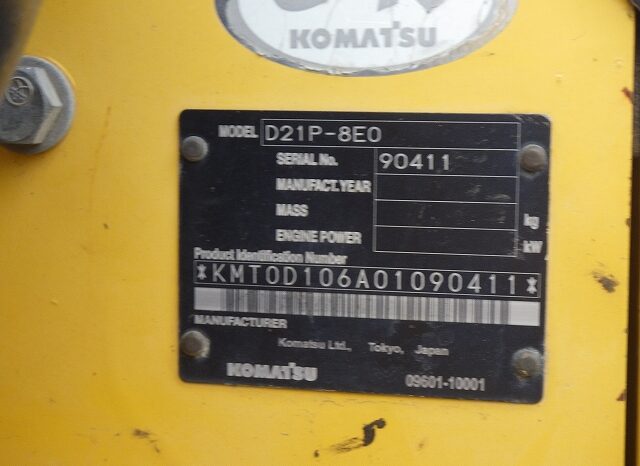 KOMATSU
MODEL D21P-8E0
SERIAL No. 90411
MANUFACT.YEAR
MASS kg
ENGINE POWER kW
Product Identification Number
*KMT0D106A01090411*
MANUFACTURER
Komatsu Ltd., Tokyo, Japan
KOMATSU 09601-10001